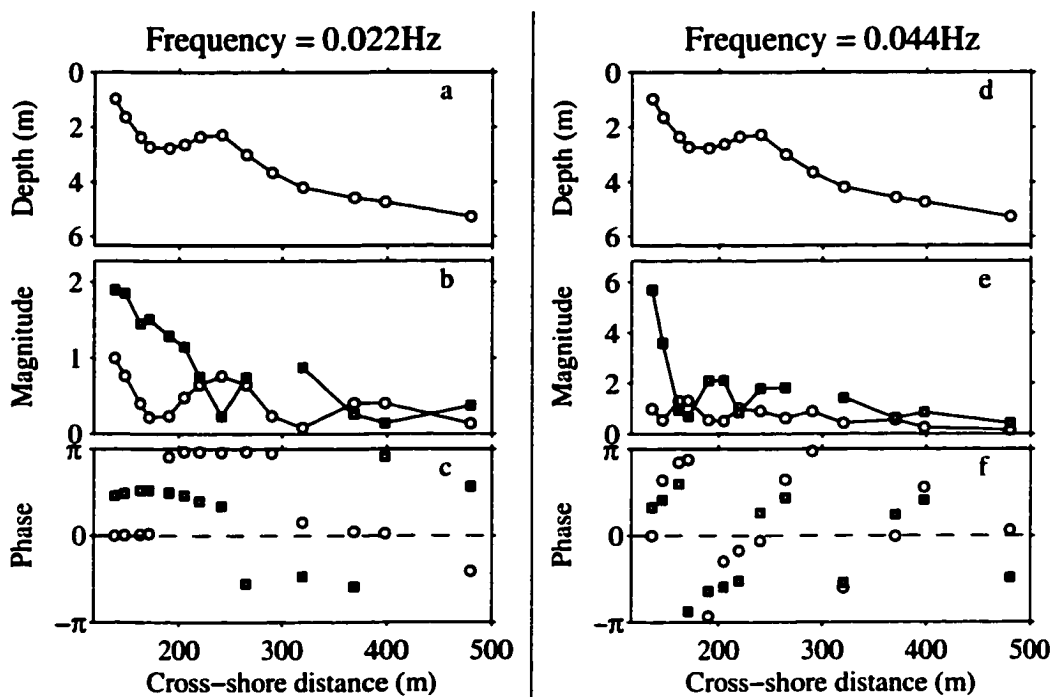 Frequency = 0.022Hz
0
2
4
6
Depth (m)
a
2
1
0
Magnitude
b
π
0
−π
Phase
c
200 300 400 500
Cross−shore distance (m)
Frequency = 0.044Hz
0
2
4
6
Depth (m)
d
6
4
2
0
Magnitude
e
π
0
−π
Phase
f
200 300 400 500
Cross−shore distance (m)